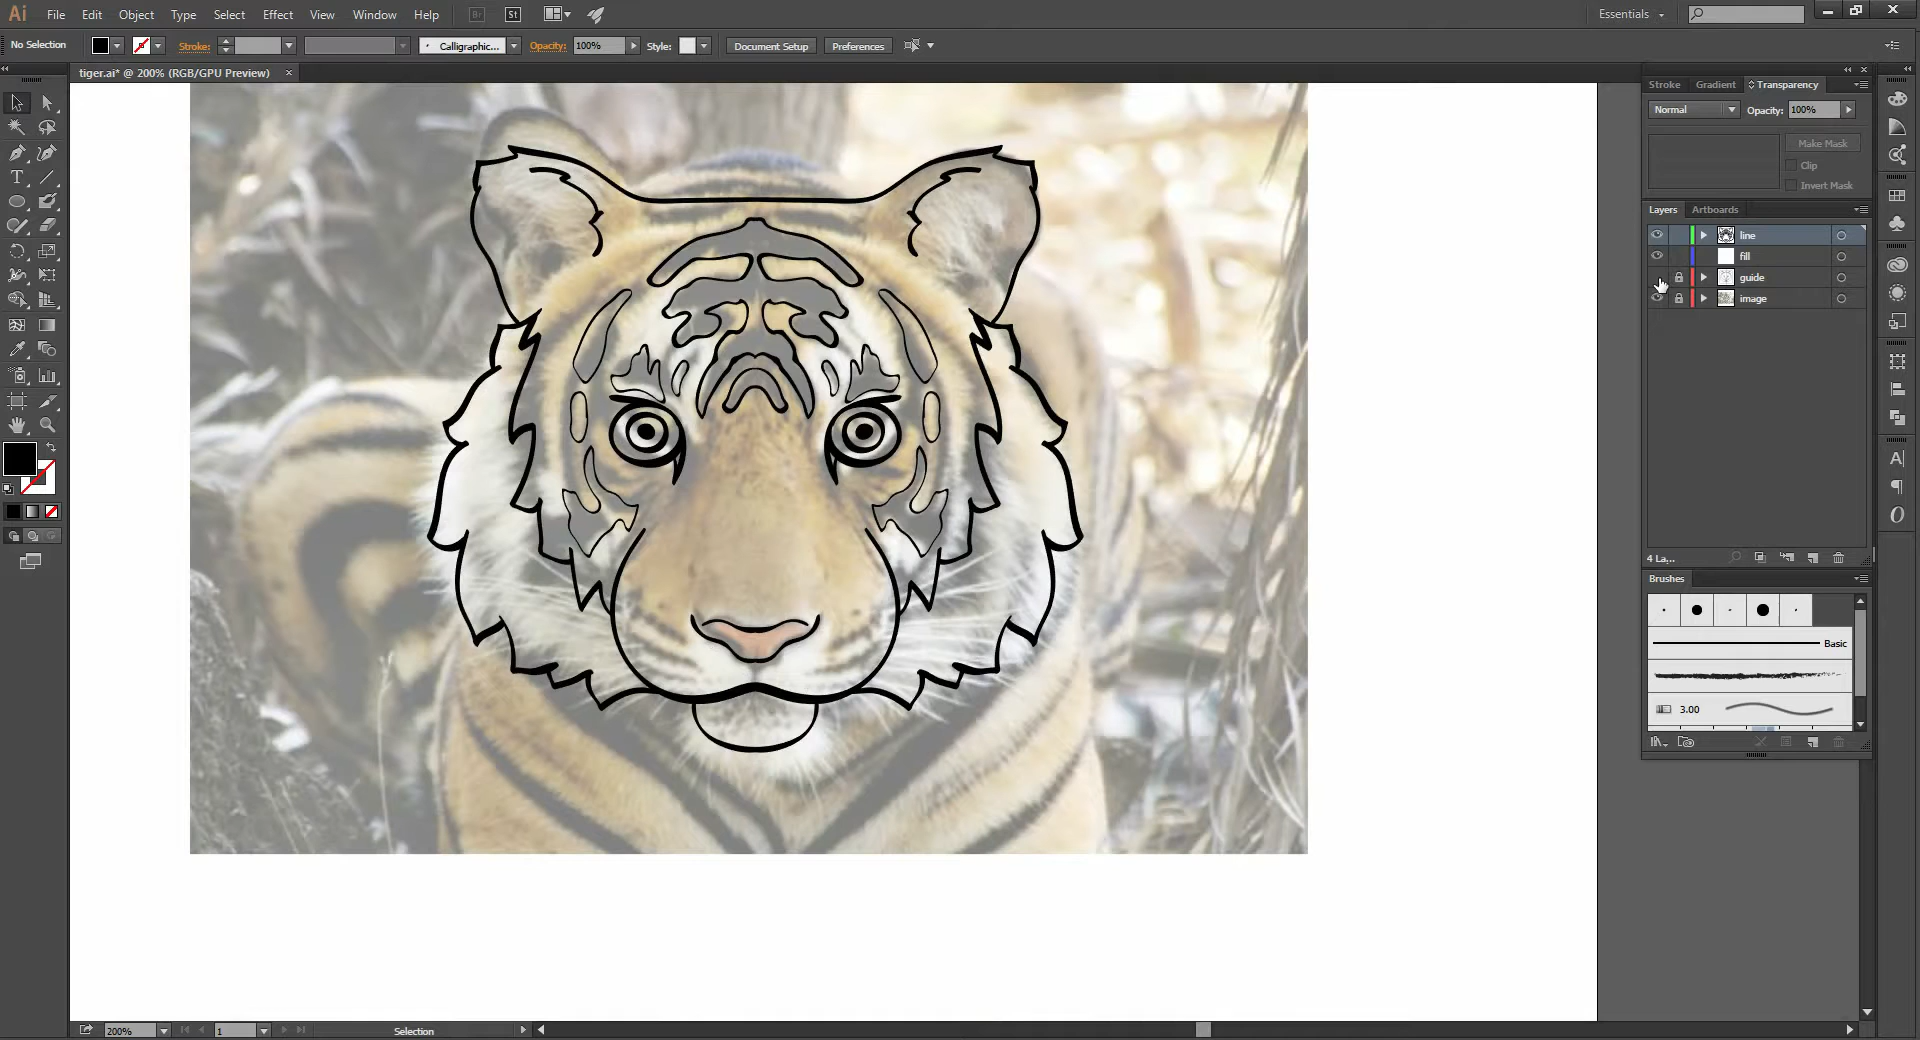 Ai File Edit Object Type Select Effect View Window Help Br St Essentials
No Selection Stroke: Calligraphic... Opacity: 100% Style: Document Setup Preferences
tiger.ai* @ 200% (RGB/GPU Preview)
Stroke Gradient Transparency
Normal Opacity: 100%
Make Mask
Clip
Invert Mask
Layers Artboards
line
fill
guide
image
4 La...
Brushes
Basic
3.00
200% 1 Selection